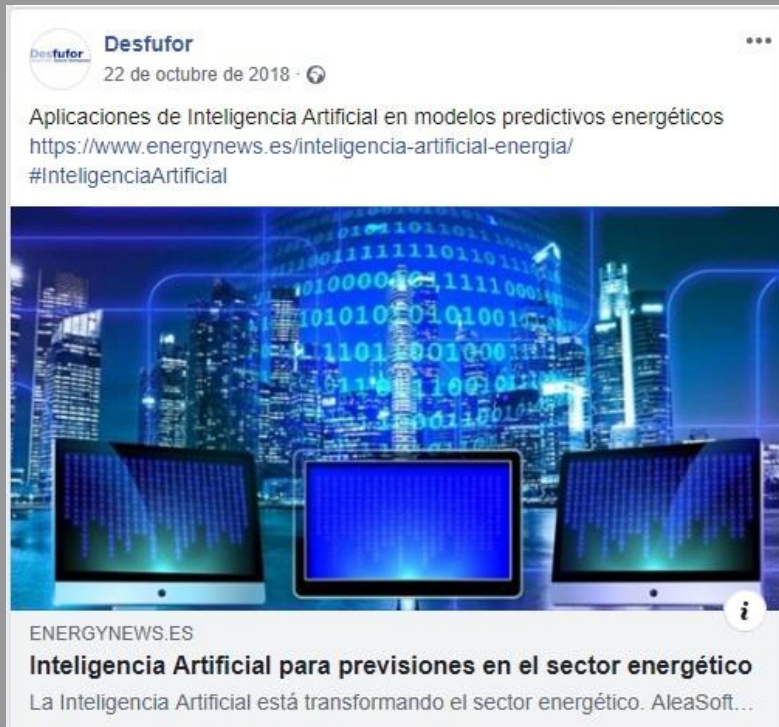 Desfufor
Desfufor
22 de octubre de 2018 ·
Aplicaciones de Inteligencia Artificial en modelos predictivos energéticos
https://www.energynews.es/inteligencia-artificial-energia/
#InteligenciaArtificial
ENERGYNEWS.ES
Inteligencia Artificial para previsiones en el sector energético
La Inteligencia Artificial está transformando el sector energético. AleaSoft...